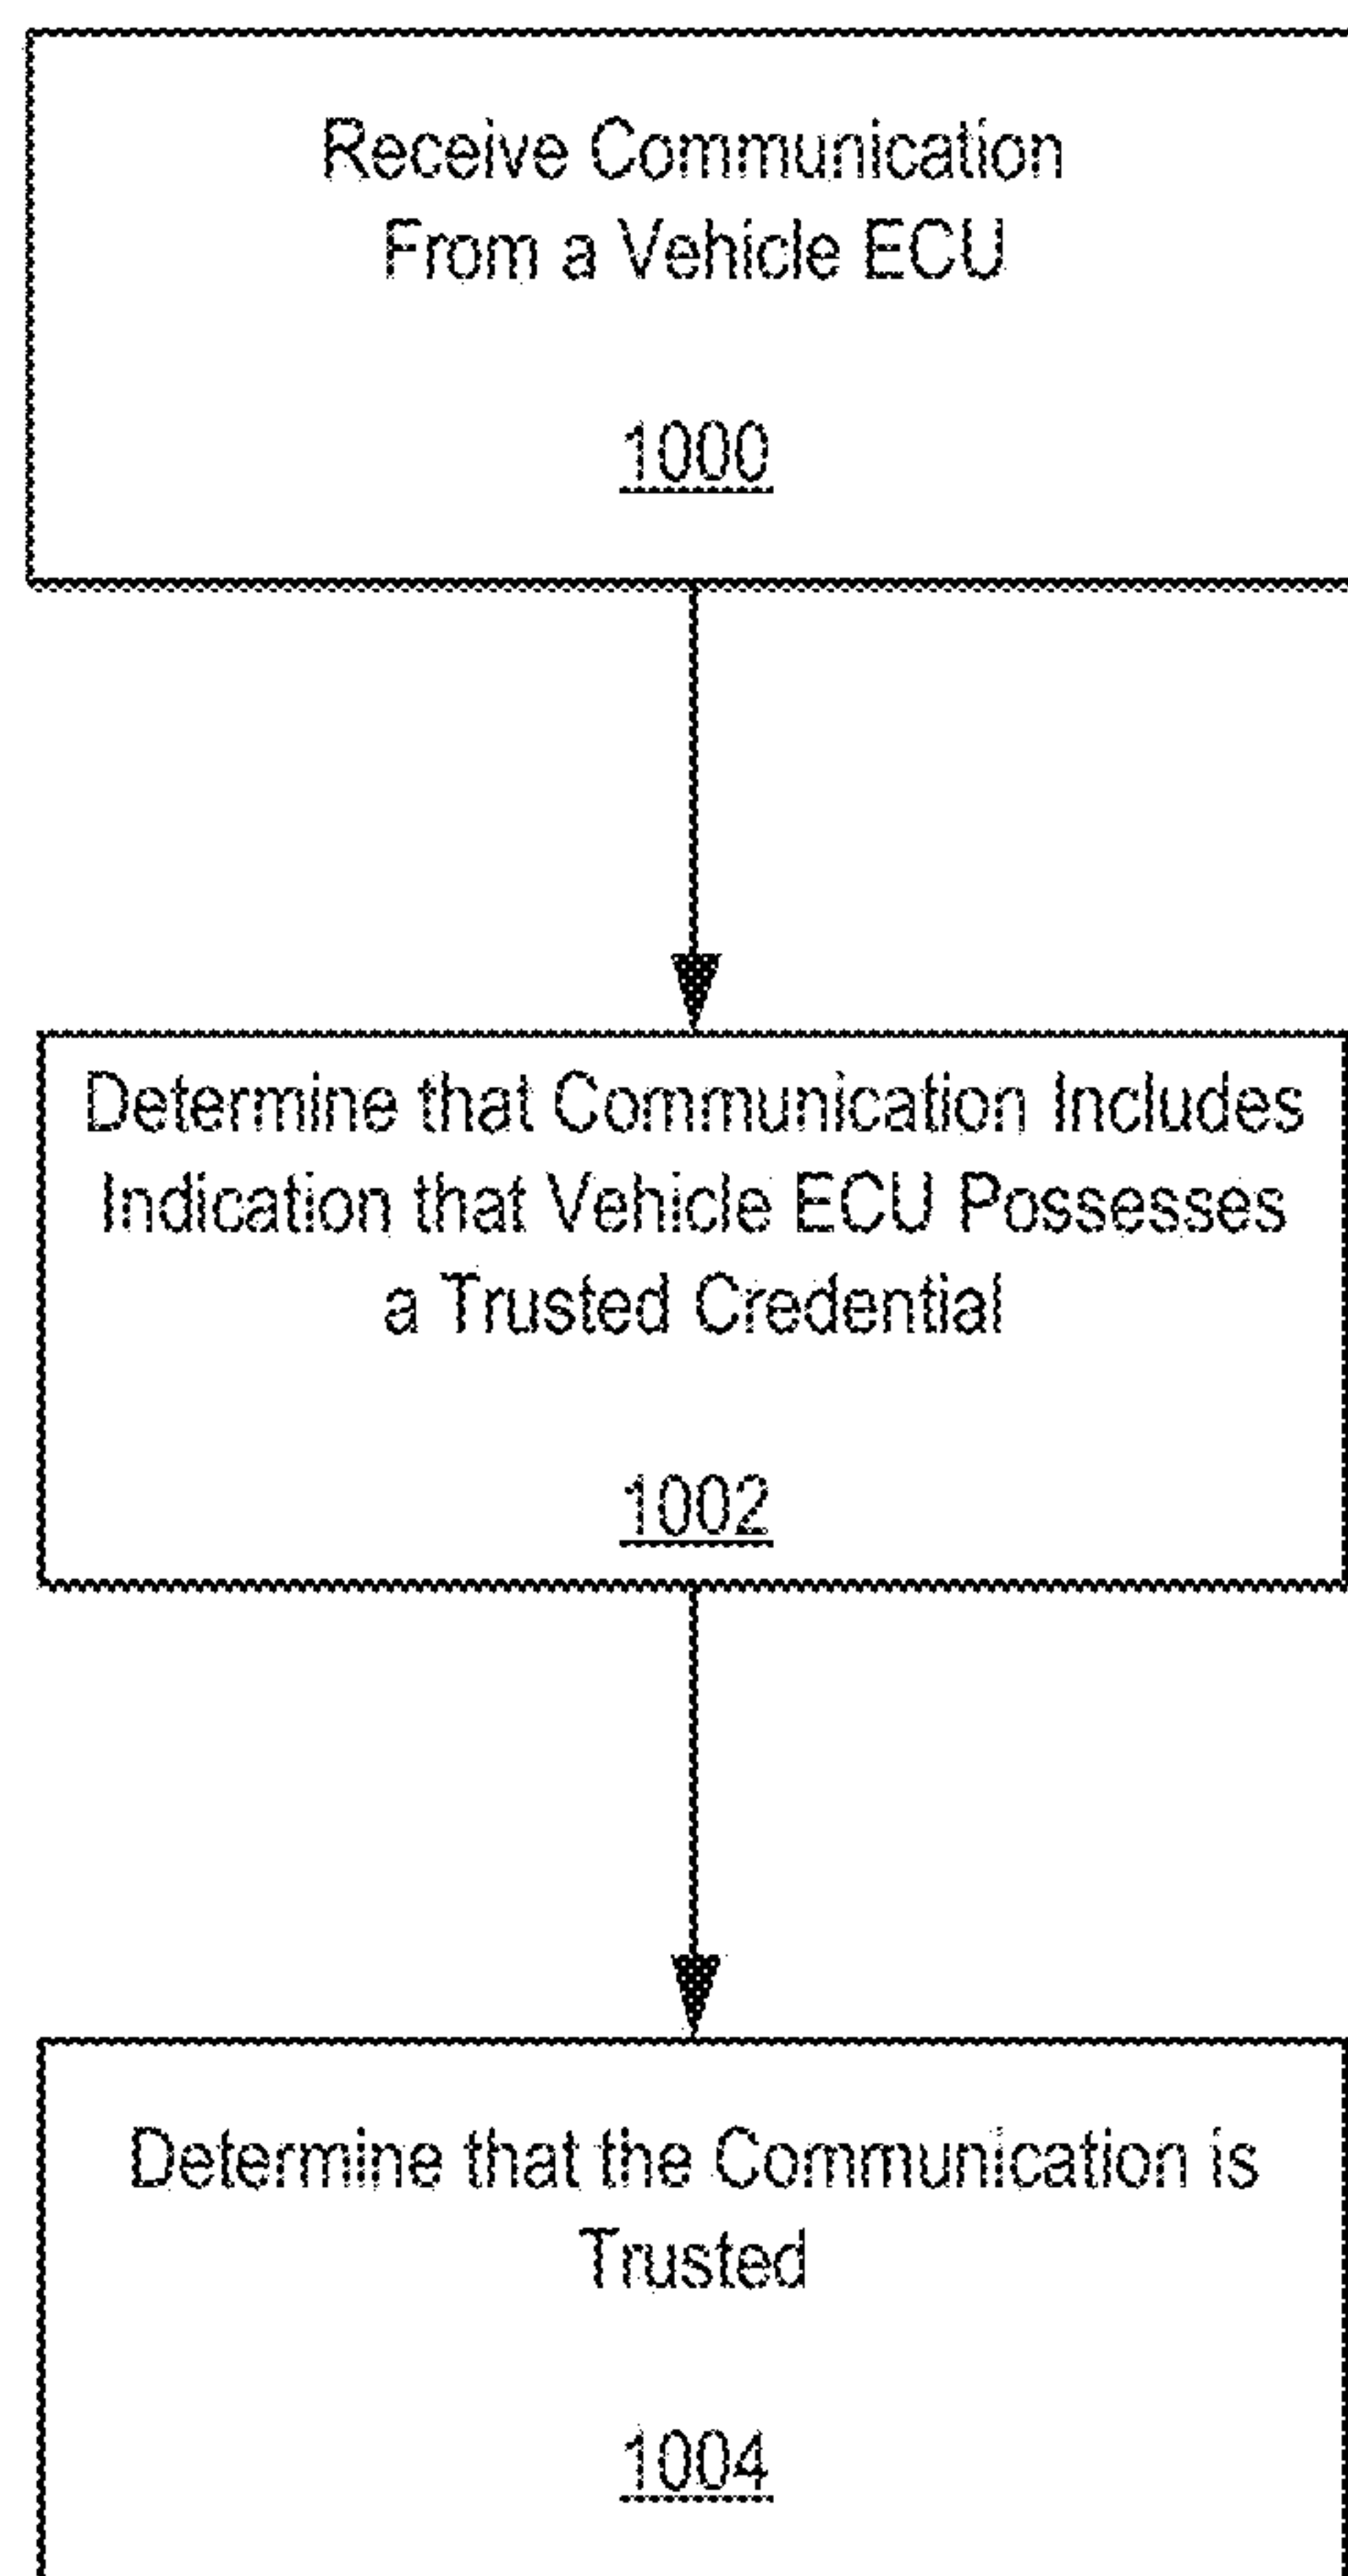 Receive Communication
From a Vehicle ECU
1000
Determine that Communication Includes
Indication that Vehicle ECU Possesses
a Trusted Credential
1002
Determine that the Communication is
Trusted
1004